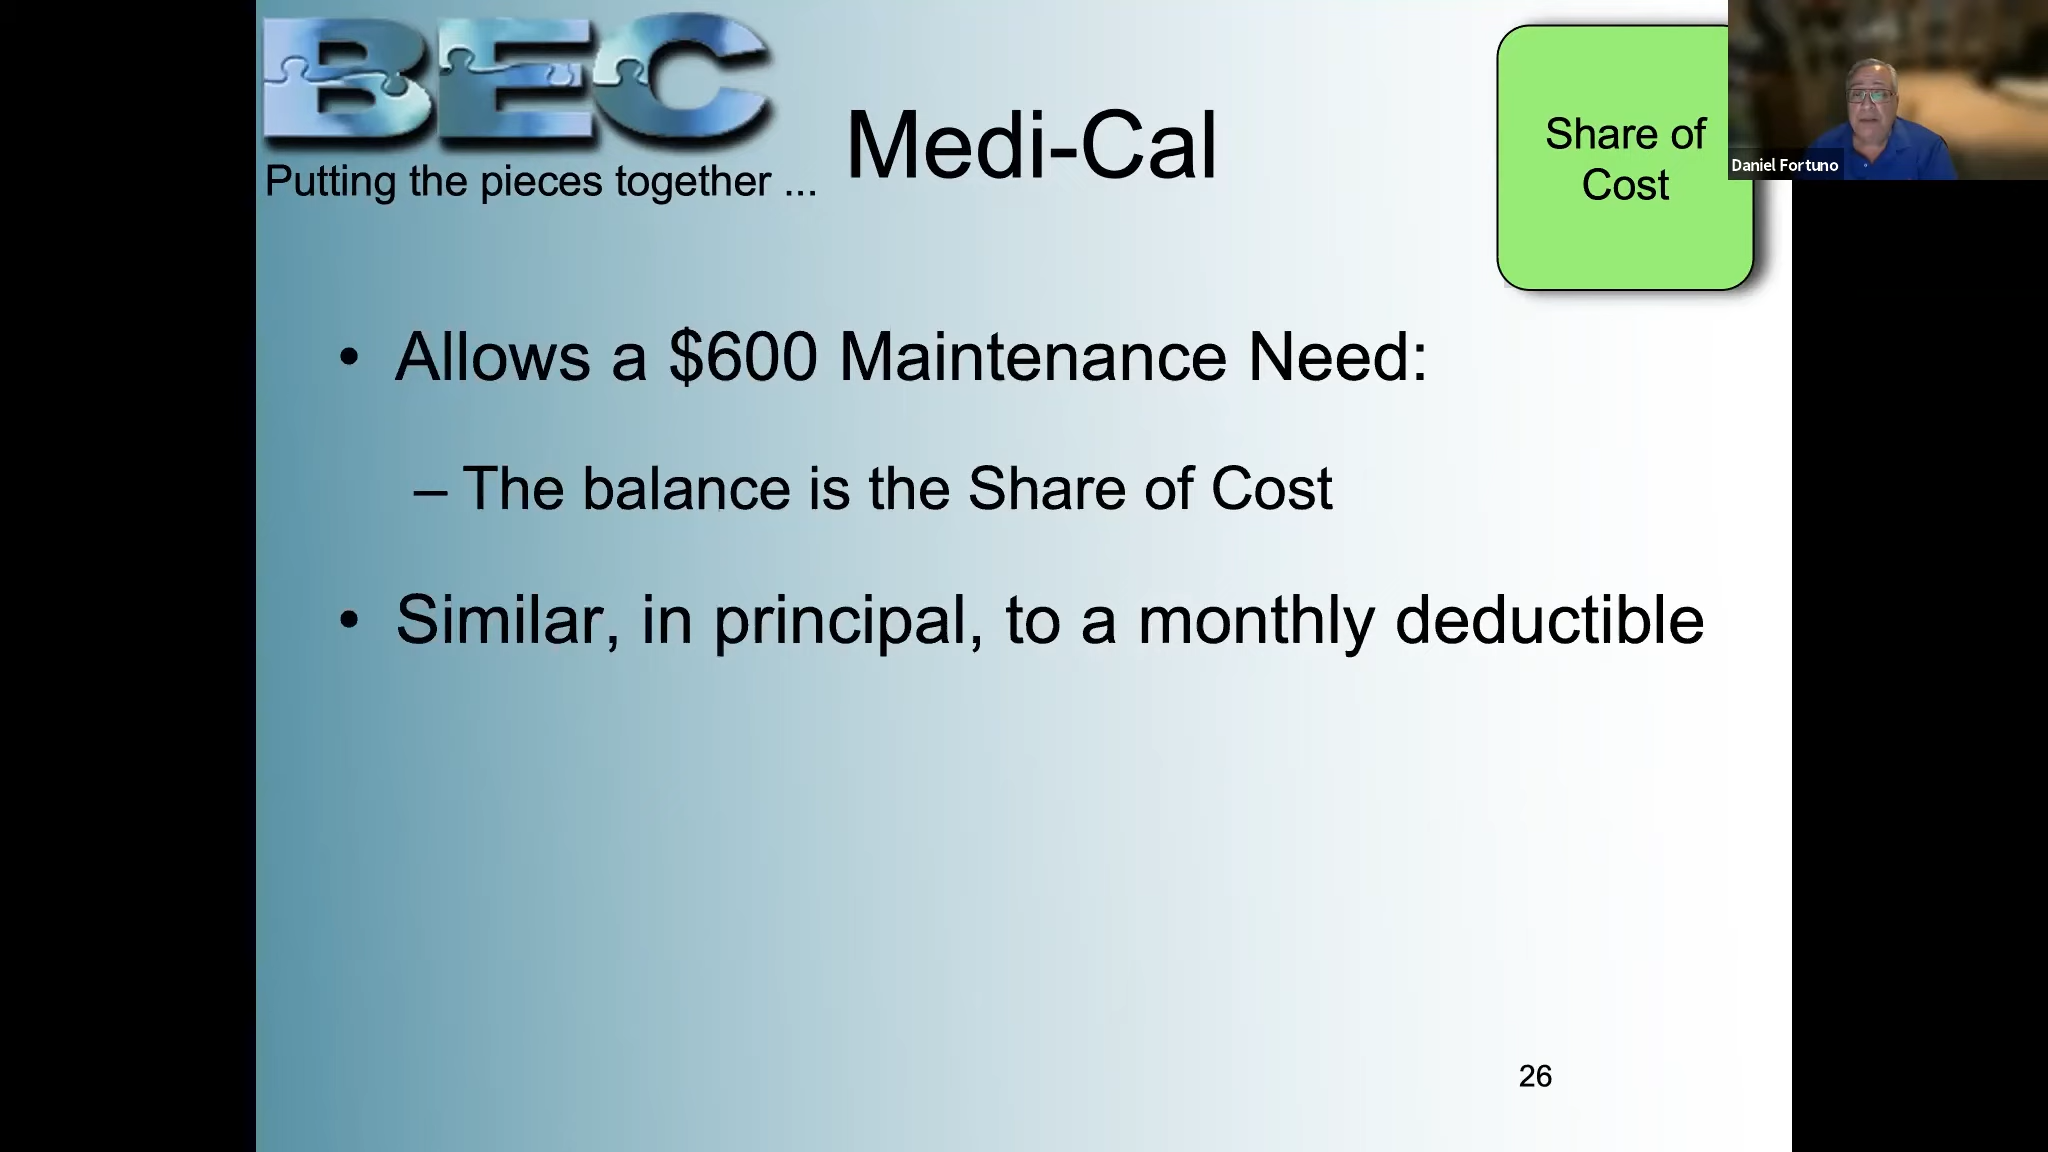 BEC
Putting the pieces together ...
Medi-Cal
Share of
Cost
Daniel Fortuno
• Allows a $600 Maintenance Need:
– The balance is the Share of Cost
• Similar, in principal, to a monthly deductible
26